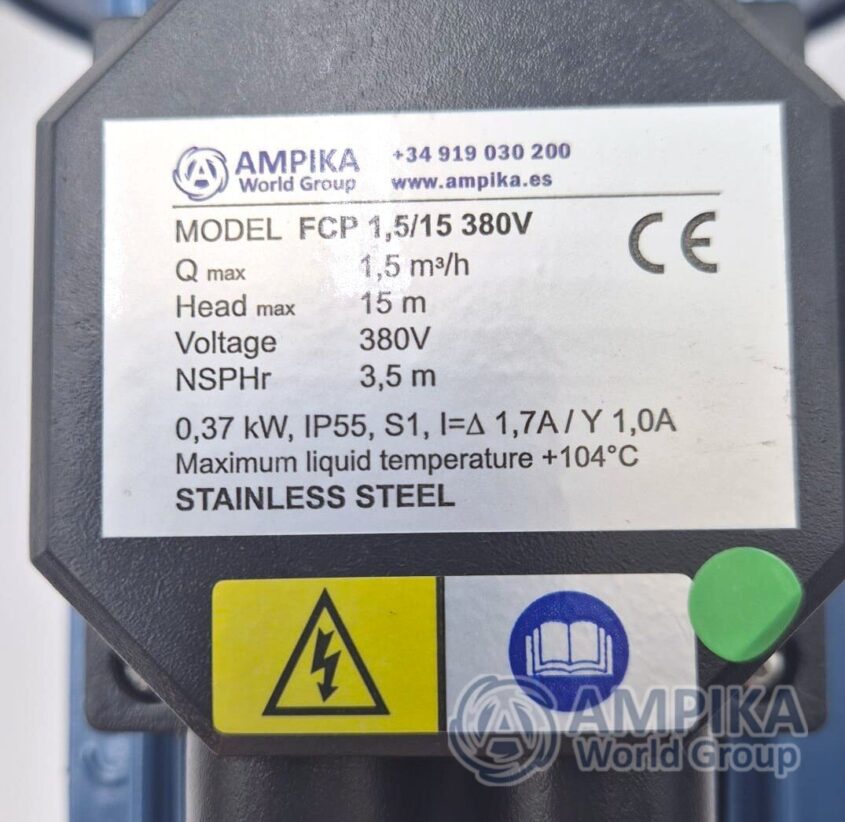 AMPIKA +34 919 030 200
World Group www.ampika.es
MODEL FCP 1,5/15 380V
CE
Q max 1,5 m³/h
Head max 15 m
Voltage 380V
NSPHr 3,5 m
0,37 kW, IP55, S1, I=Δ 1,7A / Y 1,0A
Maximum liquid temperature +104°C
STAINLESS STEEL
AMPIKA
World Group